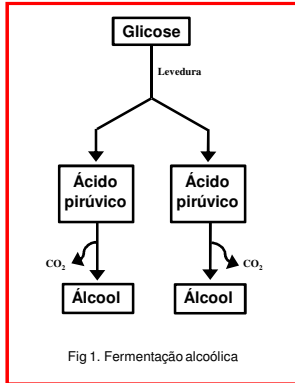 Glicose
Levedura
Ácido
pirúvico
Ácido
pirúvico
CO₂
CO₂
Álcool
Álcool
Fig 1. Fermentação alcoólica